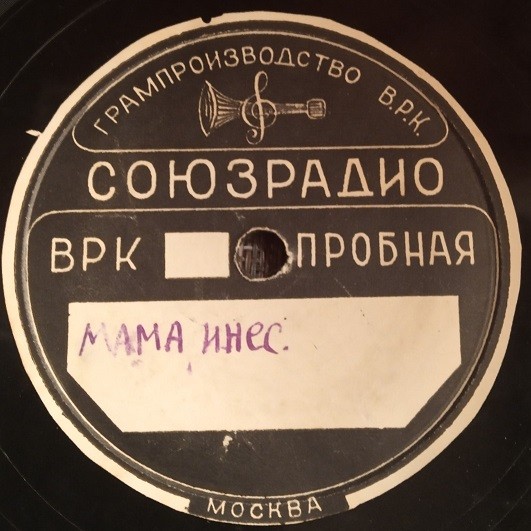 ГРАМПРОИЗВОДСТВО В.Р.К.
СОЮЗРАДИО
ВРК ПРОБНАЯ
МАМА ИНЕС.
МОСКВА